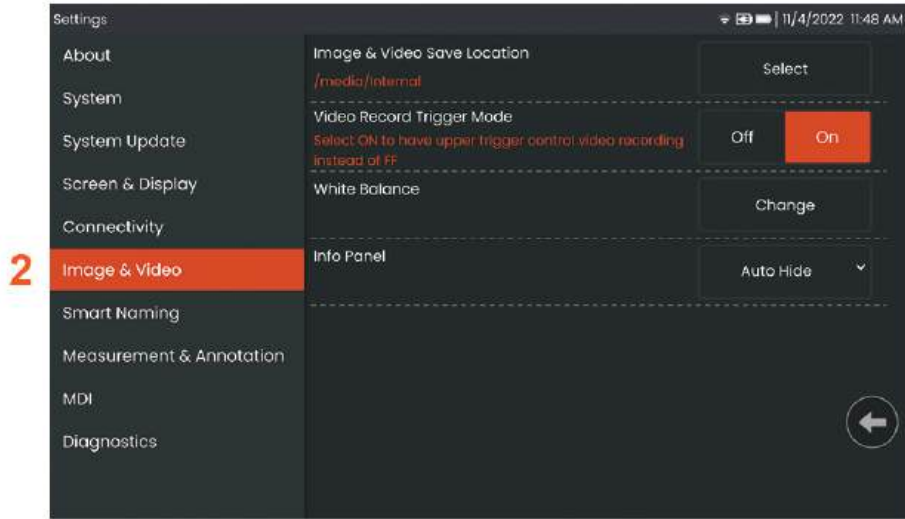 Settings
11/4/2022 11:48 AM
About
System
System Update
Screen & Display
Connectivity
2
Image & Video
Smart Naming
Measurement & Annotation
MDI
Diagnostics
Image & Video Save Location
/media/Internal
Select
Video Record Trigger Mode
Select ON to have upper trigger control video recording
instead of FF
Off On
White Balance
Change
Info Panel
Auto Hide